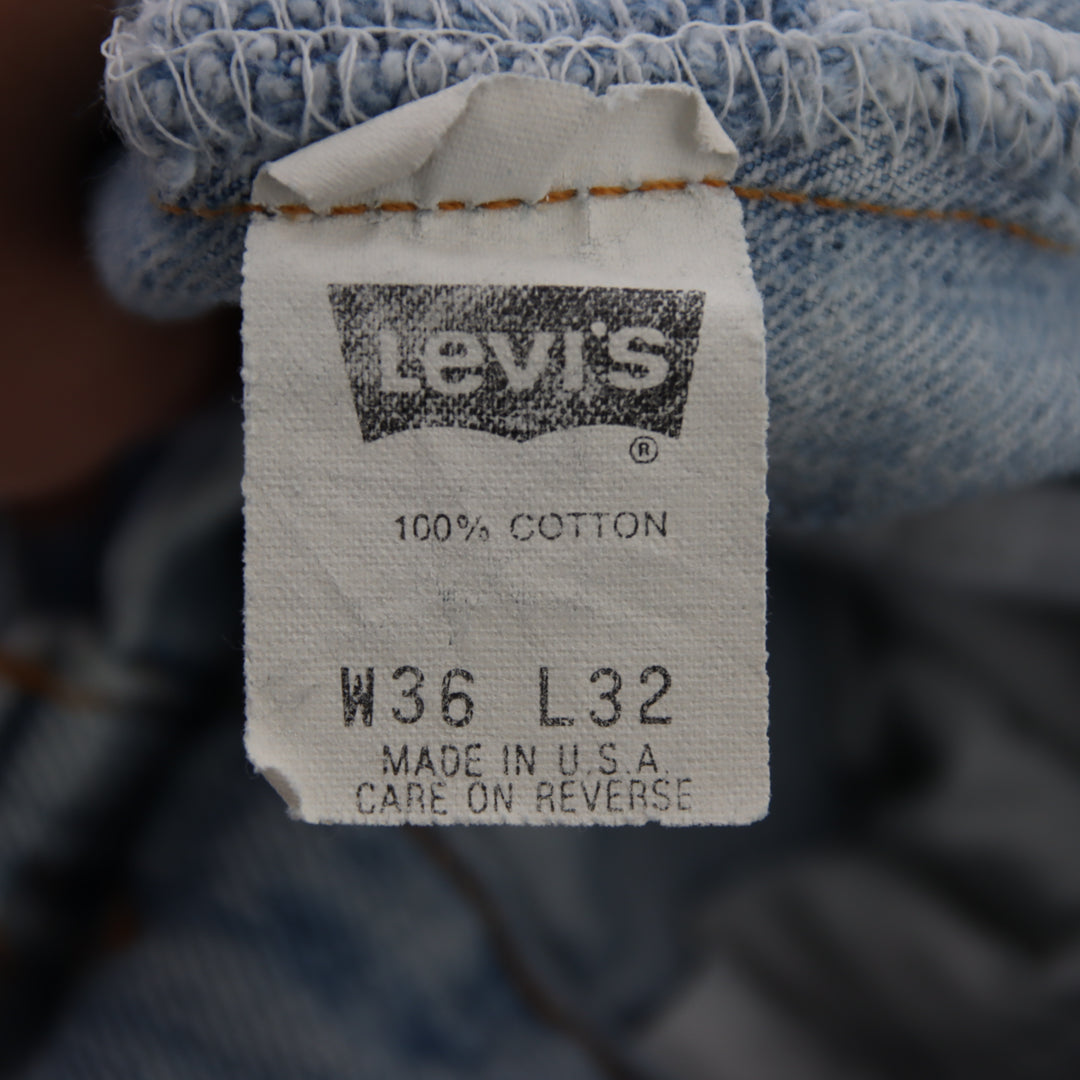 Levi's
®
100% COTTON
W36 L32
MADE IN U.S.A.
CARE ON REVERSE